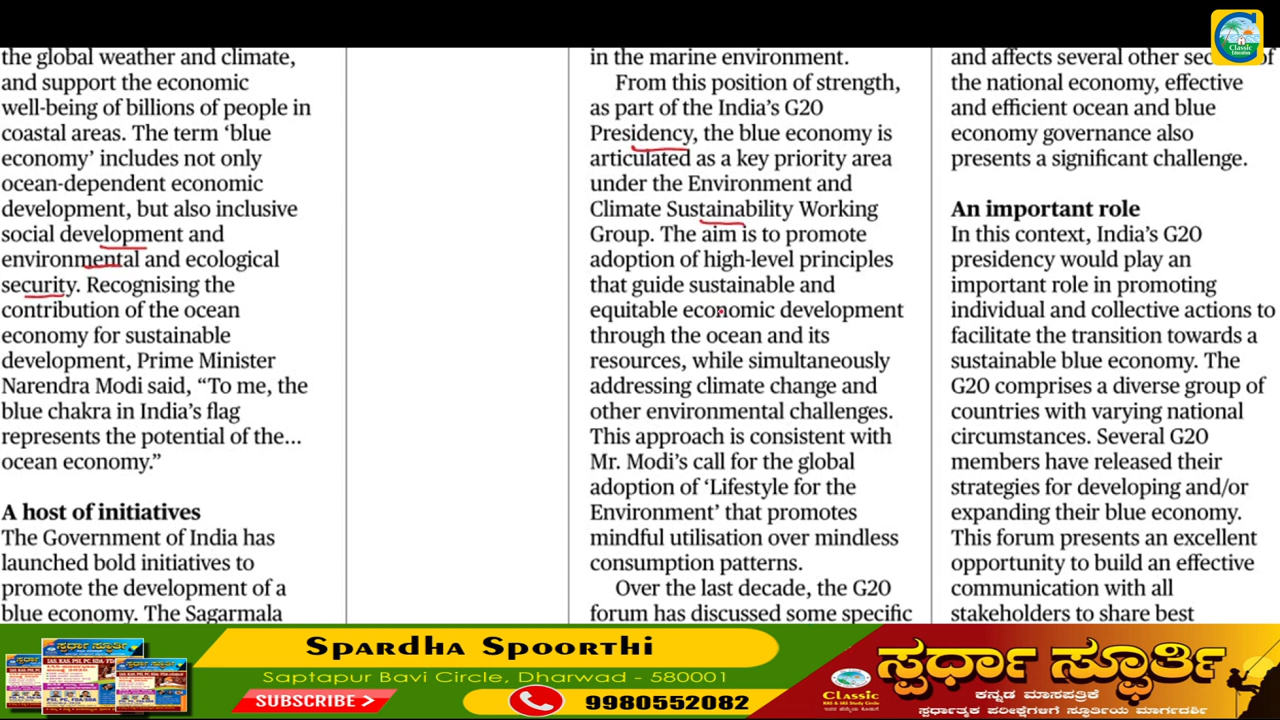 Classic
Education
the global weather and climate,
and support the economic
well-being of billions of people in
coastal areas. The term ‘blue
economy’ includes not only
ocean-dependent economic
development, but also inclusive
social development and
environmental and ecological
security. Recognising the
contribution of the ocean
economy for sustainable
development, Prime Minister
Narendra Modi said, “To me, the
blue chakra in India’s flag
represents the potential of the...
ocean economy.”
A host of initiatives
The Government of India has
launched bold initiatives to
promote the development of a
blue economy. The Sagarmala
in the marine environment.
From this position of strength,
as part of the India’s G20
Presidency, the blue economy is
articulated as a key priority area
under the Environment and
Climate Sustainability Working
Group. The aim is to promote
adoption of high-level principles
that guide sustainable and
equitable economic development
through the ocean and its
resources, while simultaneously
addressing climate change and
other environmental challenges.
This approach is consistent with
Mr. Modi’s call for the global
adoption of ‘Lifestyle for the
Environment’ that promotes
mindful utilisation over mindless
consumption patterns.
Over the last decade, the G20
forum has discussed some specific
and affects several other sec of
the national economy, effective
and efficient ocean and blue
economy governance also
presents a significant challenge.
An important role
In this context, India’s G20
presidency would play an
important role in promoting
individual and collective actions to
facilitate the transition towards a
sustainable blue economy. The
G20 comprises a diverse group of
countries with varying national
circumstances. Several G20
members have released their
strategies for developing and/or
expanding their blue economy.
This forum presents an excellent
opportunity to build an effective
communication with all
stakeholders to share best
Spardha Spoorthi
Saptapur Bavi Circle, Dharwad - 580001
SUBSCRIBE
9980552082
ಸ್ಪರ್ಧಾ ಸ್ಫೂರ್ತಿ
ಕನ್ನಡ ಮಾಸಪತ್ರಿಕೆ
ಸ್ಪರ್ಧಾತ್ಮಕ ಪರೀಕ್ಷೆಗಳಿಗೆ ಸ್ಫೂರ್ತಿಯ ಮಾರ್ಗದರ್ಶಿ
Classic
KAS & IAS Study Circle